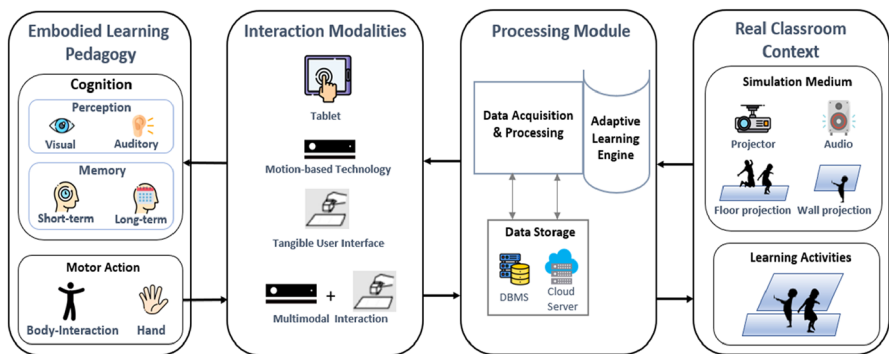 Embodied Learning
Pedagogy
Cognition
Perception
Visual
Auditory
Memory
Short-term
Long-term
Motor Action
Body-Interaction
Hand
Interaction Modalities
Tablet
Motion-based Technology
Tangible User Interface
+
Multimodal Interaction
Processing Module
Data Acquisition
& Processing
Adaptive
Learning
Engine
Data Storage
DBMS
Cloud
Server
Real Classroom
Context
Simulation Medium
Projector
Audio
Floor projection
Wall projection
Learning Activities